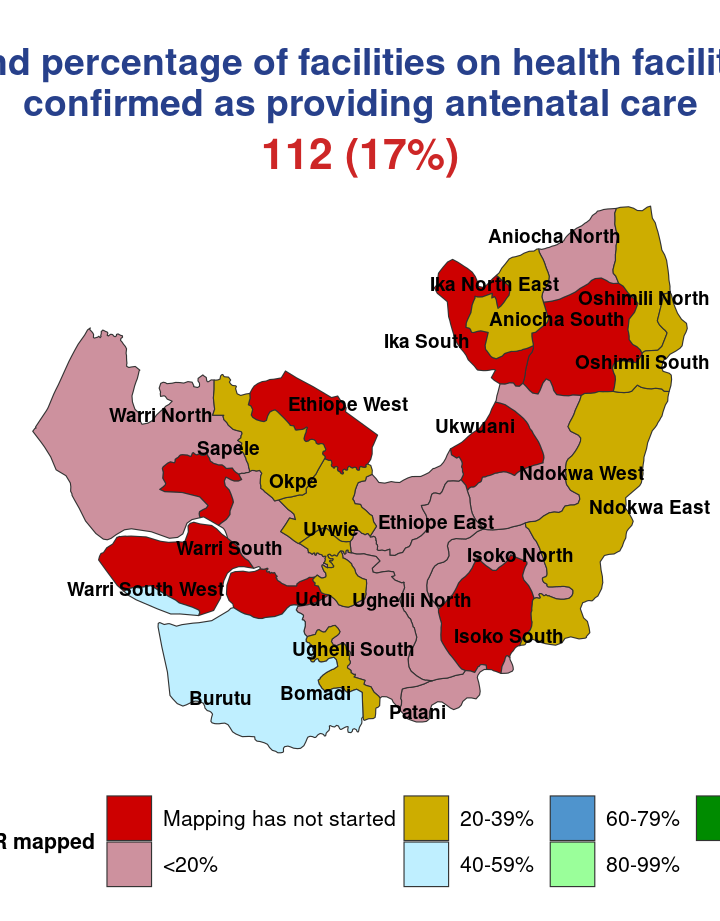 nd percentage of facilities on health facilit
confirmed as providing antenatal care
112 (17%)
Aniocha North
Ika North East
Oshimili North
Aniocha South
Ika South
Oshimili South
Ethiope West
Warri North
Ukwuani
Sapele
Ndokwa West
Okpe
Ndokwa East
Ethiope East
Uvwie
Warri South
Isoko North
Warri South West
Udu
Ughelli North
Isoko South
Ughelli South
Bomadi
Burutu
Patani
R mapped
Mapping has not started
20-39%
60-79%
<20%
40-59%
80-99%